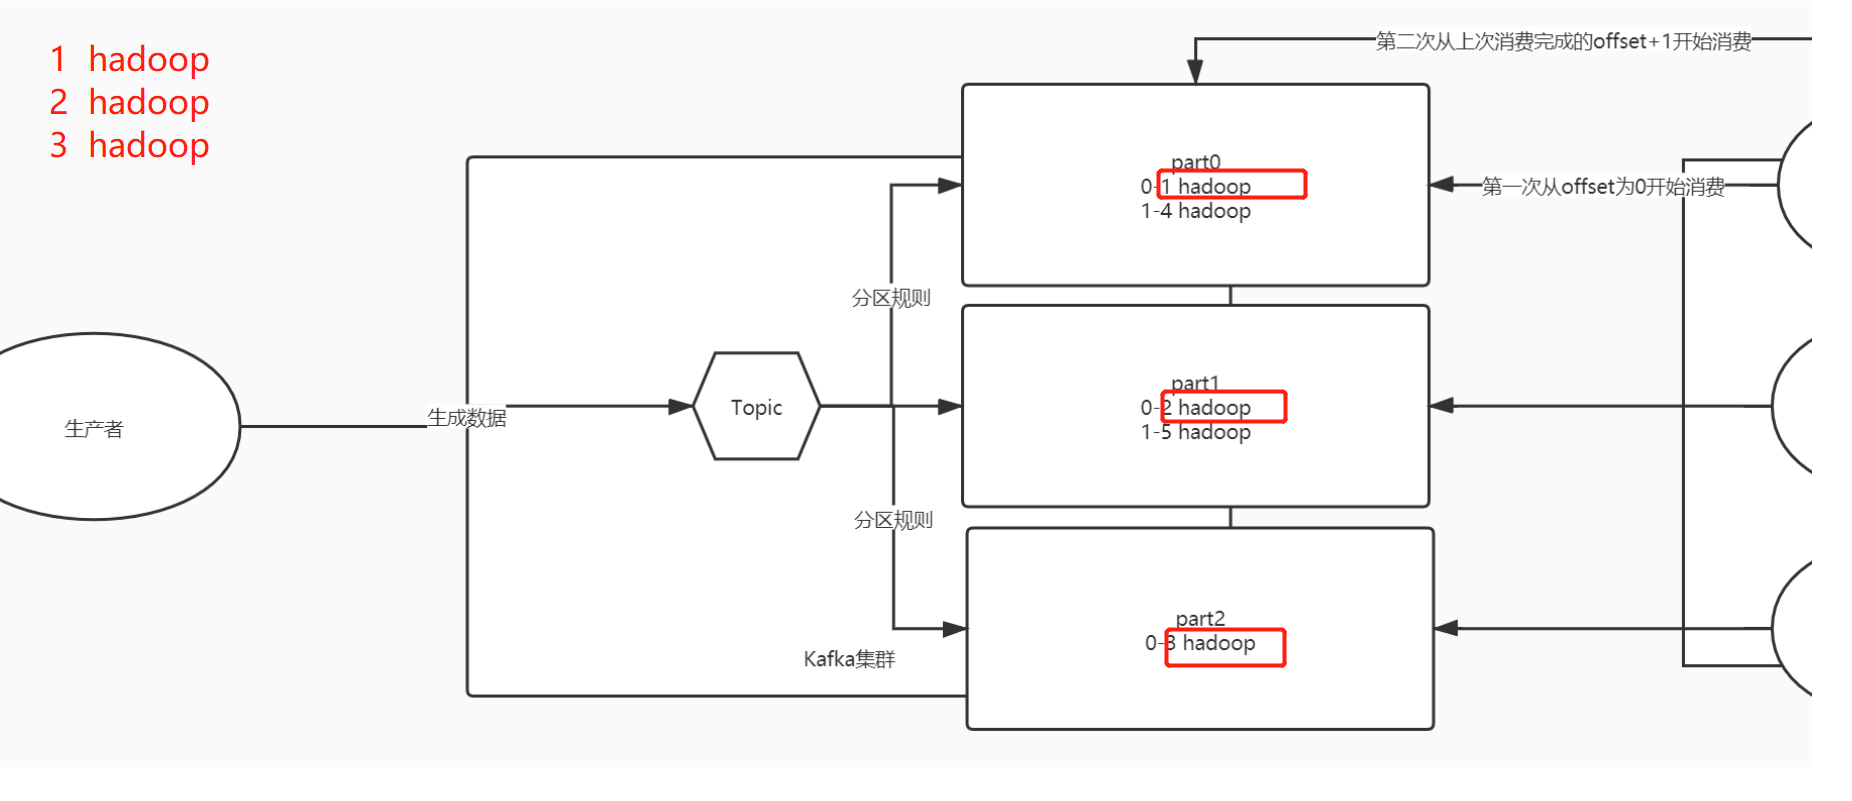 1 hadoop
2 hadoop
3 hadoop
第二次从上次消费完成的offset+1开始消费
part0
0-1 hadoop
1-4 hadoop
第一次从offset为0开始消费
分区规则
part1
0-2 hadoop
1-5 hadoop
Topic
生成数据
生产者
分区规则
part2
0-3 hadoop
Kafka集群